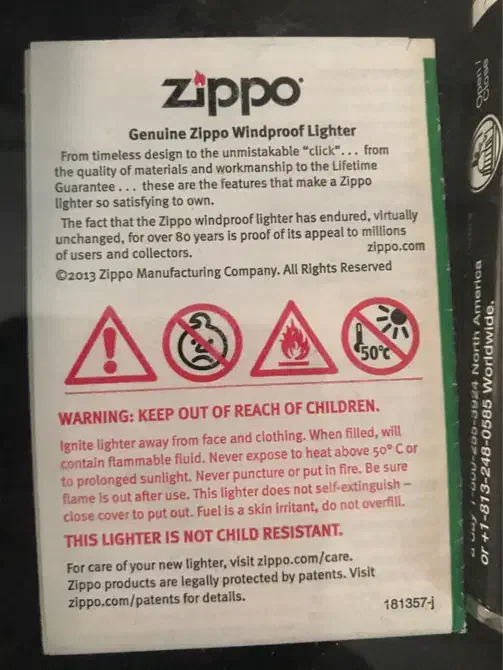 zippo
Genuine Zippo Windproof Lighter
From timeless design to the unmistakable “click”... from
the quality of materials and workmanship to the Lifetime
Guarantee ... these are the features that make a Zippo
lighter so satisfying to own.
The fact that the Zippo windproof lighter has endured, virtually
unchanged, for over 80 years is proof of its appeal to millions
of users and collectors.
zippo.com
©2013 Zippo Manufacturing Company. All Rights Reserved
50°C
WARNING: KEEP OUT OF REACH OF CHILDREN.
Ignite lighter away from face and clothing. When filled, will
contain flammable fluid. Never expose to heat above 50° C or
to prolonged sunlight. Never puncture or put in fire. Be sure
flame is out after use. This lighter does not self-extinguish –
close cover to put out. Fuel is a skin irritant, do not overfill.
THIS LIGHTER IS NOT CHILD RESISTANT.
For care of your new lighter, visit zippo.com/care.
Zippo products are legally protected by patents. Visit
zippo.com/patents for details.
181357-j
Open /
Close
North America
or +1-813-248-0585 Worldwide.